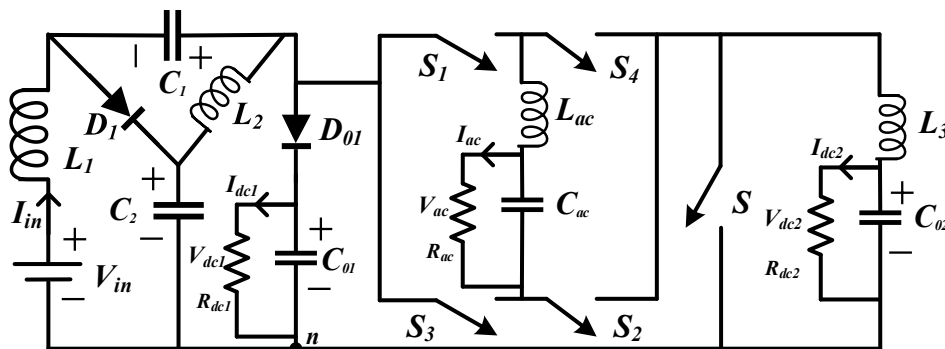 C1
D1
L2
L1
Iin
Vin
C2
D01
Idc1
Vdc1
Rdc1
C01
n
S1
S4
Lac
Iac
Vac
Rac
Cac
S3
S2
S
L3
Idc2
Vdc2
Rdc2
C02